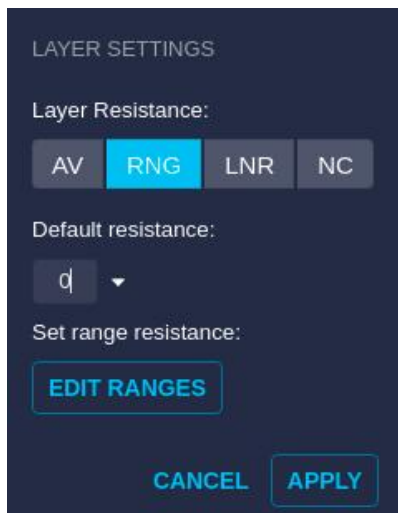 LAYER SETTINGS
Layer Resistance:
AV RNG LNR NC
Default resistance:
0
Set range resistance:
EDIT RANGES
CANCEL APPLY